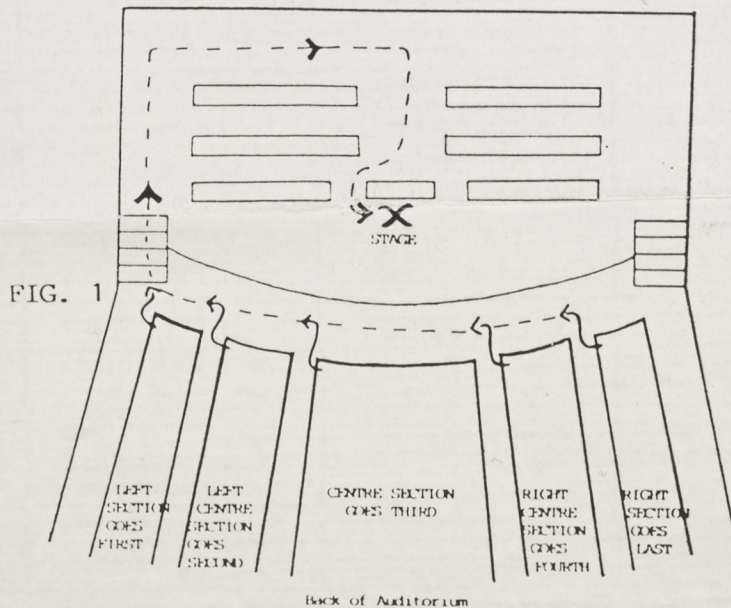 STAGE
FIG. 1
LEFT
SECTION
GOES
FIRST
LEFT
CENTRE
SECTION
GOES
SECOND
CENTRE SECTION
GOES THIRD
RIGHT
CENTRE
SECTION
GOES
FOURTH
RIGHT
SECTION
GOES
LAST
Back of Auditorium